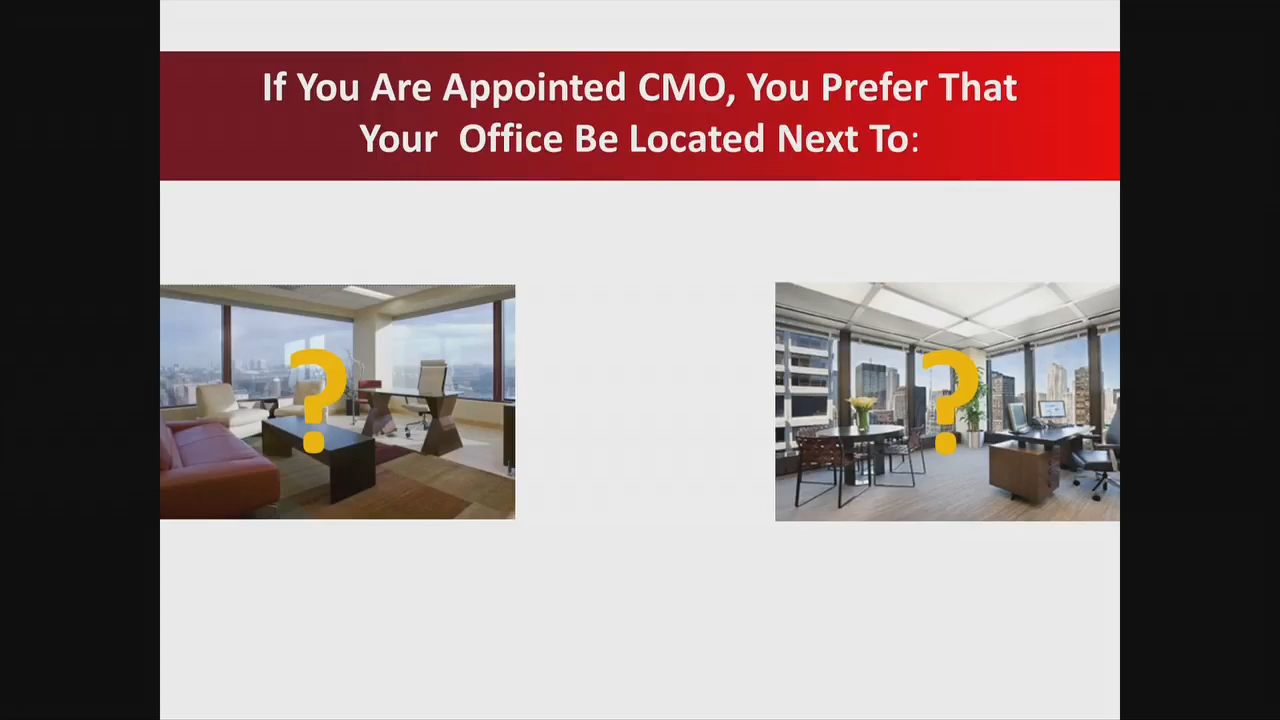 If You Are Appointed CMO, You Prefer That
Your  Office Be Located Next To:
? ?